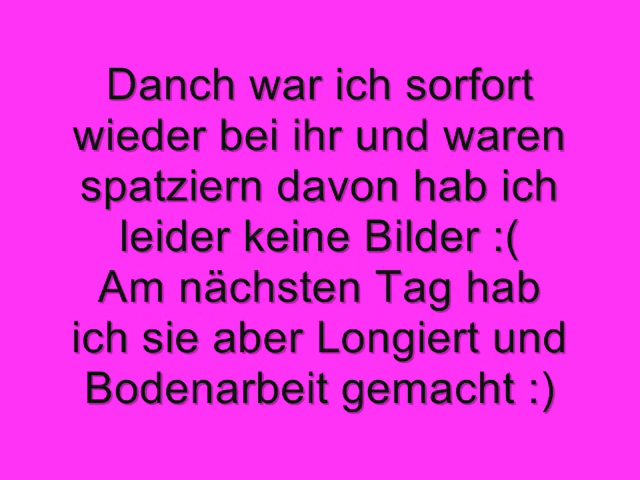 Danch war ich sorfort
wieder bei ihr und waren
spatziern davon hab ich
leider keine Bilder :(
Am nächsten Tag hab
ich sie aber Longiert und
Bodenarbeit gemacht :)